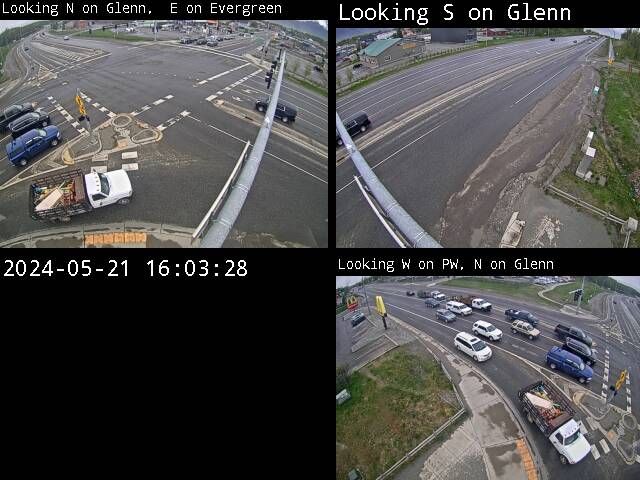 Looking N on Glenn,  E on Evergreen
Looking S on Glenn
2024-05-21 16:03:28
Looking W on PW, N on Glenn